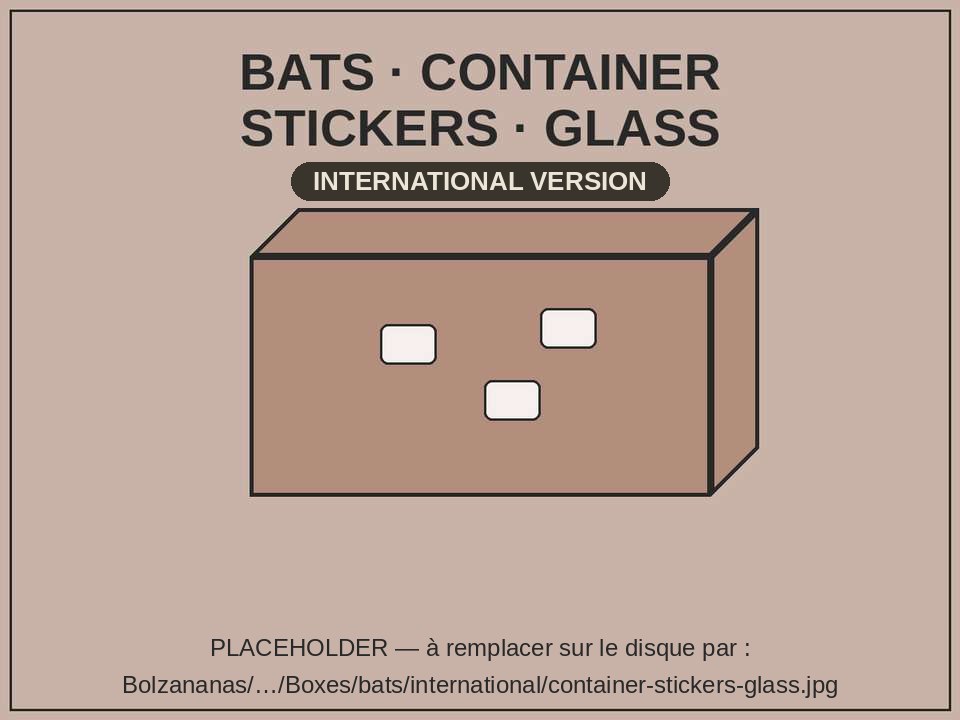 BATS · CONTAINER
STICKERS · GLASS
INTERNATIONAL VERSION
PLACEHOLDER — à remplacer sur le disque par :
Bolzananas/…/Boxes/bats/international/container-stickers-glass.jpg